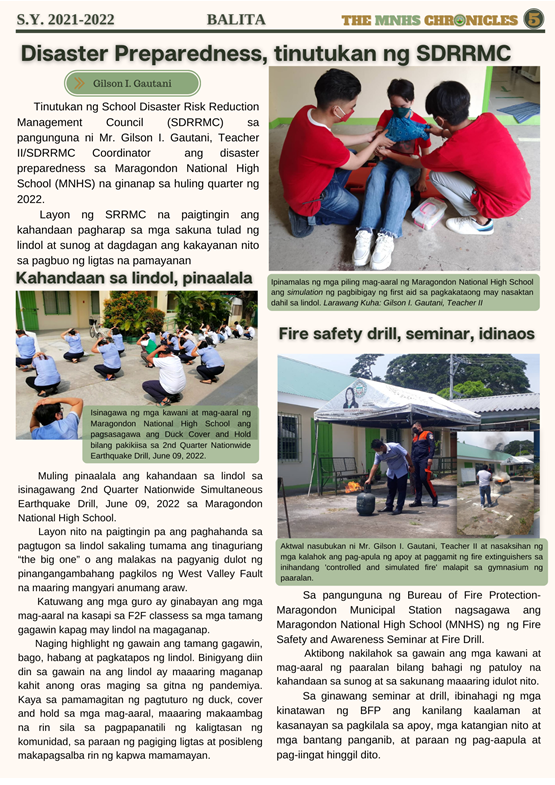 S.Y. 2021-2022
BALITA
THE MNHS CHRONICLES 5
Disaster Preparedness, tinutukan ng SDRRMC
Gilson I. Gautani
Tinutukan ng School Disaster Risk Reduction
Management Council (SDRRMC) sa
pangunguna ni Mr. Gilson I. Gautani, Teacher
II/SDRRMC Coordinator ang disaster
preparedness sa Maragondon National High
School (MNHS) na ginanap sa huling quarter ng
2022.
Layon ng SRRMC na paigtingin ang
kahandaan pagharap sa mga sakuna tulad ng
lindol at sunog at dagdagan ang kakayanan nito
sa pagbuo ng ligtas na pamayanan
Kahandaan sa lindol, pinaalala
Isinagawa ng mga kawani at mag-aaral ng
Maragondon National High School ang
pagsasagawa ang Duck Cover and Hold
bilang pakikiisa sa 2nd Quarter Nationwide
Earthquake Drill, June 09, 2022.
Muling pinaalala ang kahandaan sa lindol sa
isinagawang 2nd Quarter Nationwide Simultaneous
Earthquake Drill, June 09, 2022 sa Maragondon
National High School.
Layon nito na paigtingin pa ang paghahanda sa
pagtugon sa lindol sakaling tumama ang tinaguriang
“the big one” o ang malakas na pagyanig dulot ng
pinangangambahang pagkilos ng West Valley Fault
na maaring mangyari anumang araw.
Katuwang ang mga guro ay ginabayan ang mga
mag-aaral na kasapi sa F2F classess sa mga tamang
gagawin kapag may lindol na magaganap.
Naging highlight ng gawain ang tamang gagawin,
bago, habang at pagkatapos ng lindol. Binigyang diin
din sa gawain na ang lindol ay maaaring maganap
kahit anong oras maging sa gitna ng pandemiya.
Kaya sa pamamagitan ng pagtuturo ng duck, cover
and hold sa mga mag-aaral, maaaring makaambag
na rin sila sa pagpapanatili ng kaligtasan ng
komunidad, sa paraan ng pagiging ligtas at posibleng
makapagsalba rin ng kapwa mamamayan.
Ipinamalas ng mga piling mag-aaral ng Maragondon National High School
ang simulation ng pagbibigay ng first aid sa pagkakataong may nasaktan
dahil sa lindol. Larawang Kuha: Gilson I. Gautani, Teacher II
Fire safety drill, seminar, idinaos
Aktwal nasubukan ni Mr. Gilson I. Gautani, Teacher II at nasaksihan ng
mga kalahok ang pag-apula ng apoy at paggamit ng fire extinguishers sa
inihandang 'controlled and simulated fire' malapit sa gymnasium ng
paaralan.
Sa pangunguna ng Bureau of Fire Protection-
Maragondon Municipal Station nagsagawa ang
Maragondon National High School (MNHS) ng ng Fire
Safety and Awareness Seminar at Fire Drill.
Aktibong nakilahok sa gawain ang mga kawani at
mag-aaral ng paaralan bilang bahagi ng patuloy na
kahandaan sa sunog at sa sakunang maaaring idulot nito.
Sa ginawang seminar at drill, ibinahagi ng mga
kinatawan ng BFP ang kanilang kaalaman at
kasanayan sa pagkilala sa apoy, mga katangian nito at
mga bantang panganib, at paraan ng pag-aapula at
pag-iingat hinggil dito.